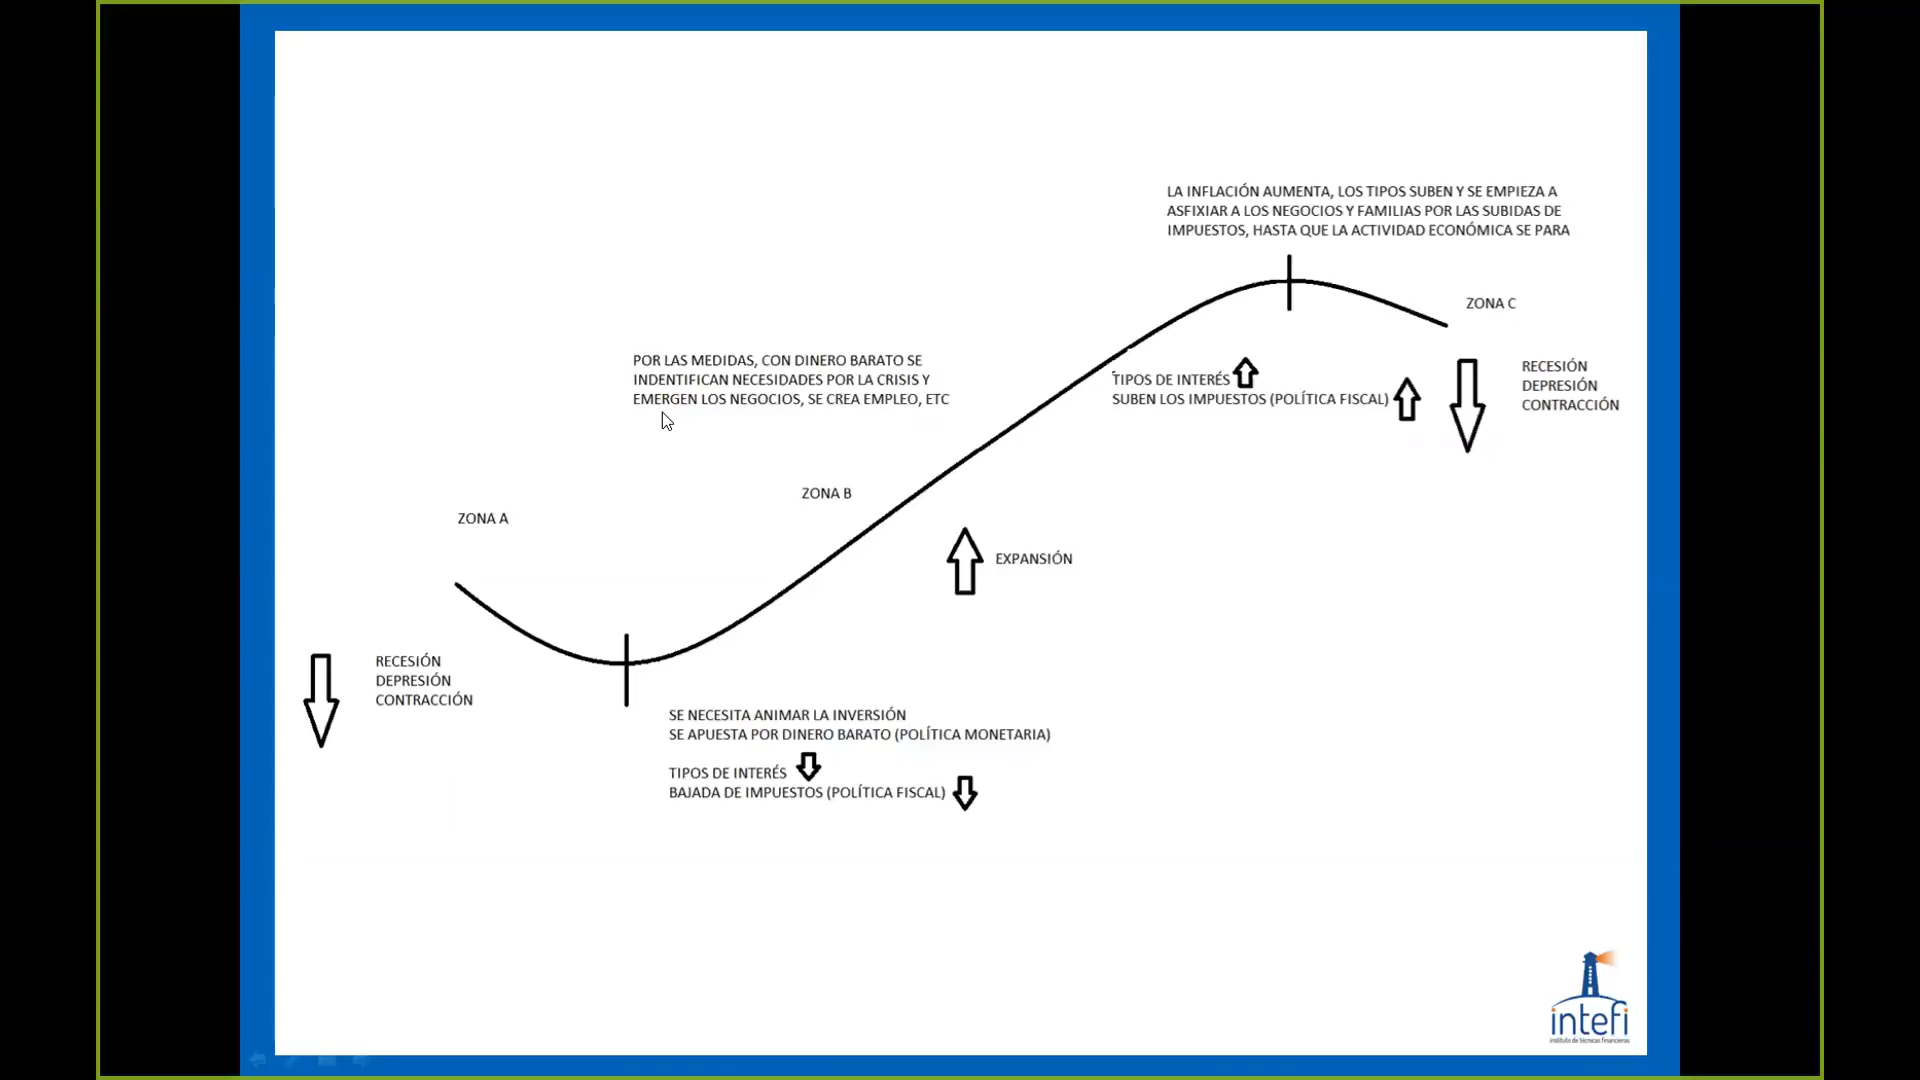 LA INFLACIÓN AUMENTA, LOS TIPOS SUBEN Y SE EMPIEZA A
ASFIXIAR A LOS NEGOCIOS Y FAMILIAS POR LAS SUBIDAS DE
IMPUESTOS, HASTA QUE LA ACTIVIDAD ECONÓMICA SE PARA
ZONA C
POR LAS MEDIDAS, CON DINERO BARATO SE
INDENTIFICAN NECESIDADES POR LA CRISIS Y
EMERGEN LOS NEGOCIOS, SE CREA EMPLEO, ETC
TIPOS DE INTERÉS
SUBEN LOS IMPUESTOS (POLÍTICA FISCAL)
RECESIÓN
DEPRESIÓN
CONTRACCIÓN
ZONA B
ZONA A
EXPANSIÓN
RECESIÓN
DEPRESIÓN
CONTRACCIÓN
SE NECESITA ANIMAR LA INVERSIÓN
SE APUESTA POR DINERO BARATO (POLÍTICA MONETARIA)
TIPOS DE INTERÉS
BAJADA DE IMPUESTOS (POLÍTICA FISCAL)
intefi
instituto de técnicas financieras